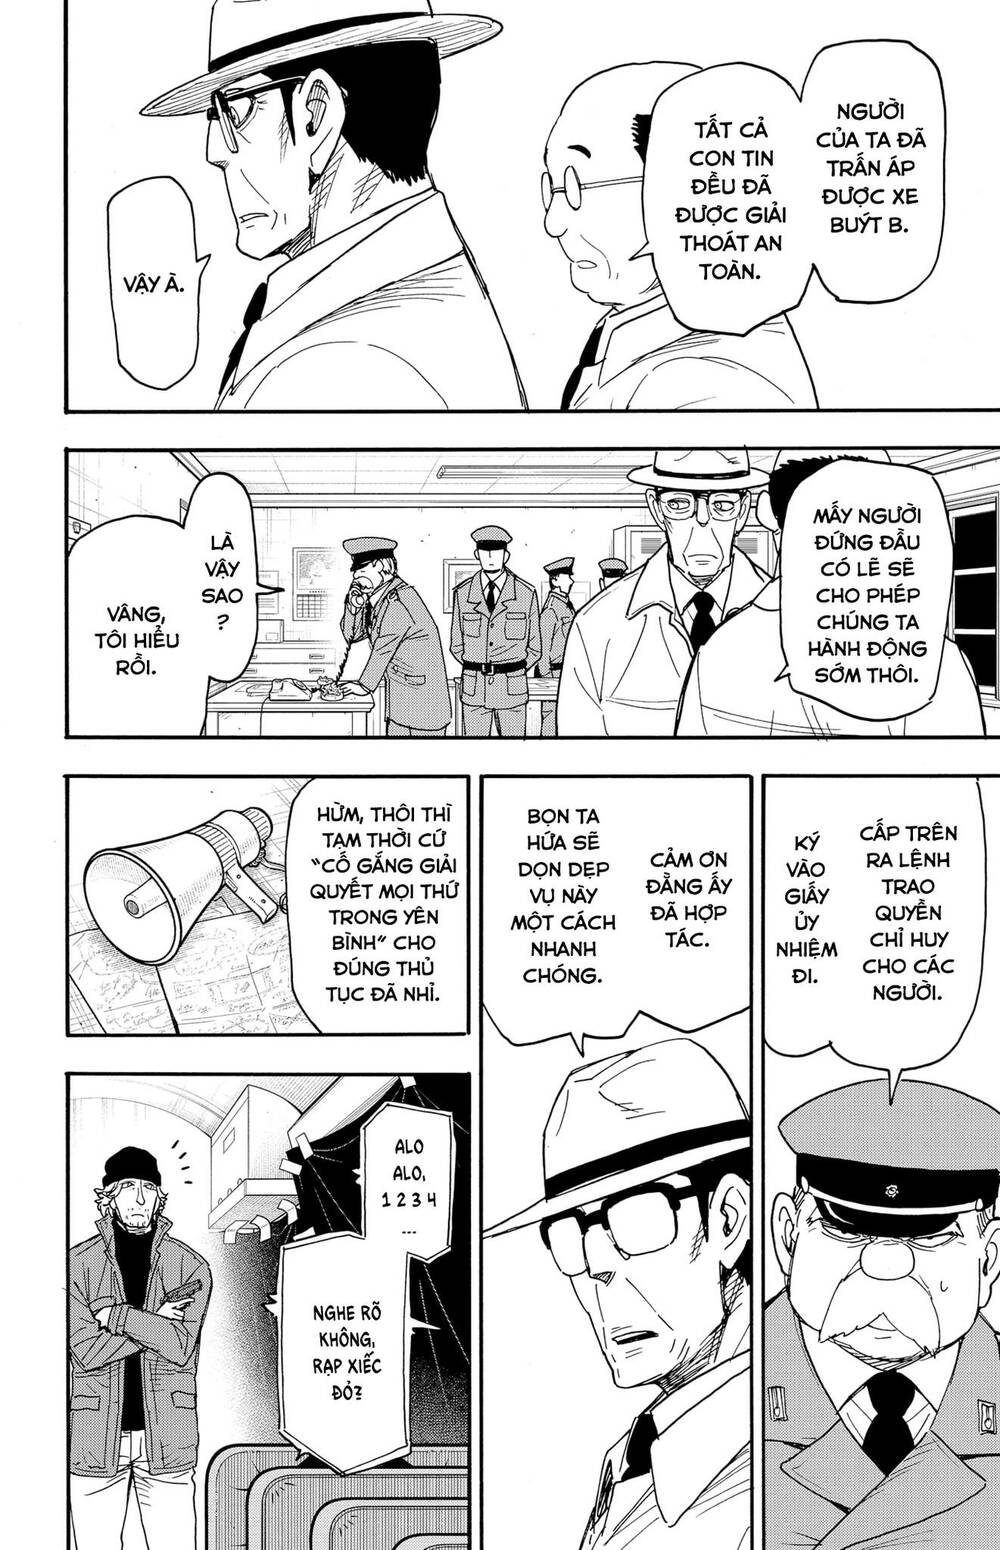 NGƯỜI
CỦA TA ĐÃ
TRẤN ÁP
ĐƯỢC XE
BUÝT B.
TẤT CẢ
CON TIN
ĐỀU ĐÃ
ĐƯỢC GIẢI
THOÁT AN
TOÀN.
VẬY À.
MẤY NGƯỜI
ĐỨNG ĐẦU
CÓ LẼ SẼ
CHO PHÉP
CHÚNG TA
HÀNH ĐỘNG
SỚM THÔI.
LÀ
VẬY
SAO
?
VÂNG,
TÔI HIỂU
RỒI.
CẤP TRÊN
RA LỆNH
TRAO
QUYỀN
CHỈ HUY
CHO CÁC
NGƯỜI.
KÝ
VÀO
GIẤY ỦY
NHIỆM
ĐI.
CẢM ƠN
ĐẰNG ẤY
ĐÃ HỢP
TÁC.
BỌN TA
HỨA SẼ
DỌN DẸP
VỤ NÀY
MỘT CÁCH
NHANH
CHÓNG.
HỪM, THÔI THÌ
TẠM THỜI CỨ
“CỐ GẮNG GIẢI
QUYẾT MỌI THỨ
TRONG YÊN
BÌNH” CHO
ĐÚNG THỦ
TỤC ĐÃ NHỈ.
ALO
ALO,
1 2 3 4
...
NGHE RÕ
KHÔNG,
RẠP XIẾC
ĐỎ?